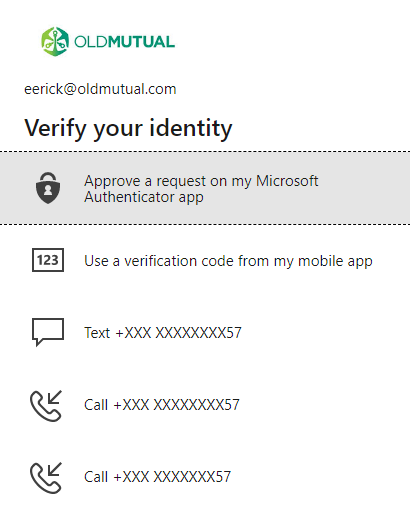 OLDMUTUAL
eerick@oldmutual.com
Verify your identity
Approve a request on my Microsoft
Authenticator app
123
Use a verification code from my mobile app
Text +XXX XXXXXXXX57
Call +XXX XXXXXXXX57
Call +XXX XXXXXXX57